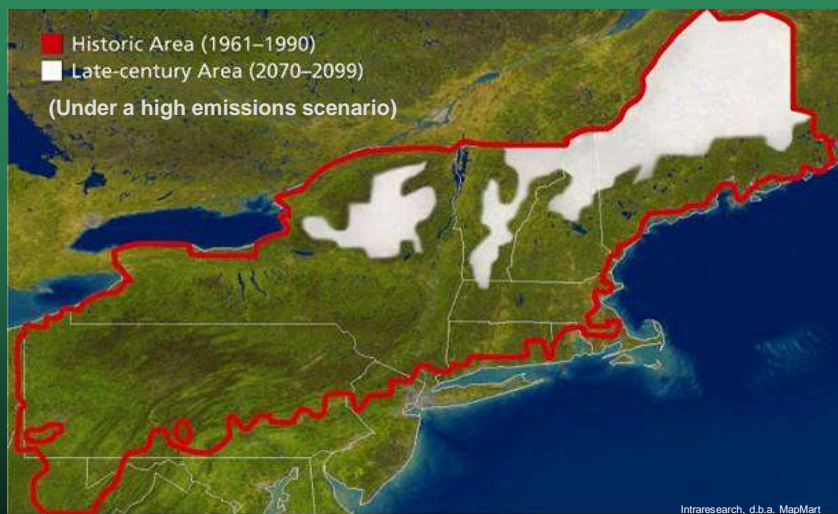 Historic Area (1961–1990)
Late-century Area (2070–2099)
(Under a high emissions scenario)
Intraresearch, d.b.a. MapMart